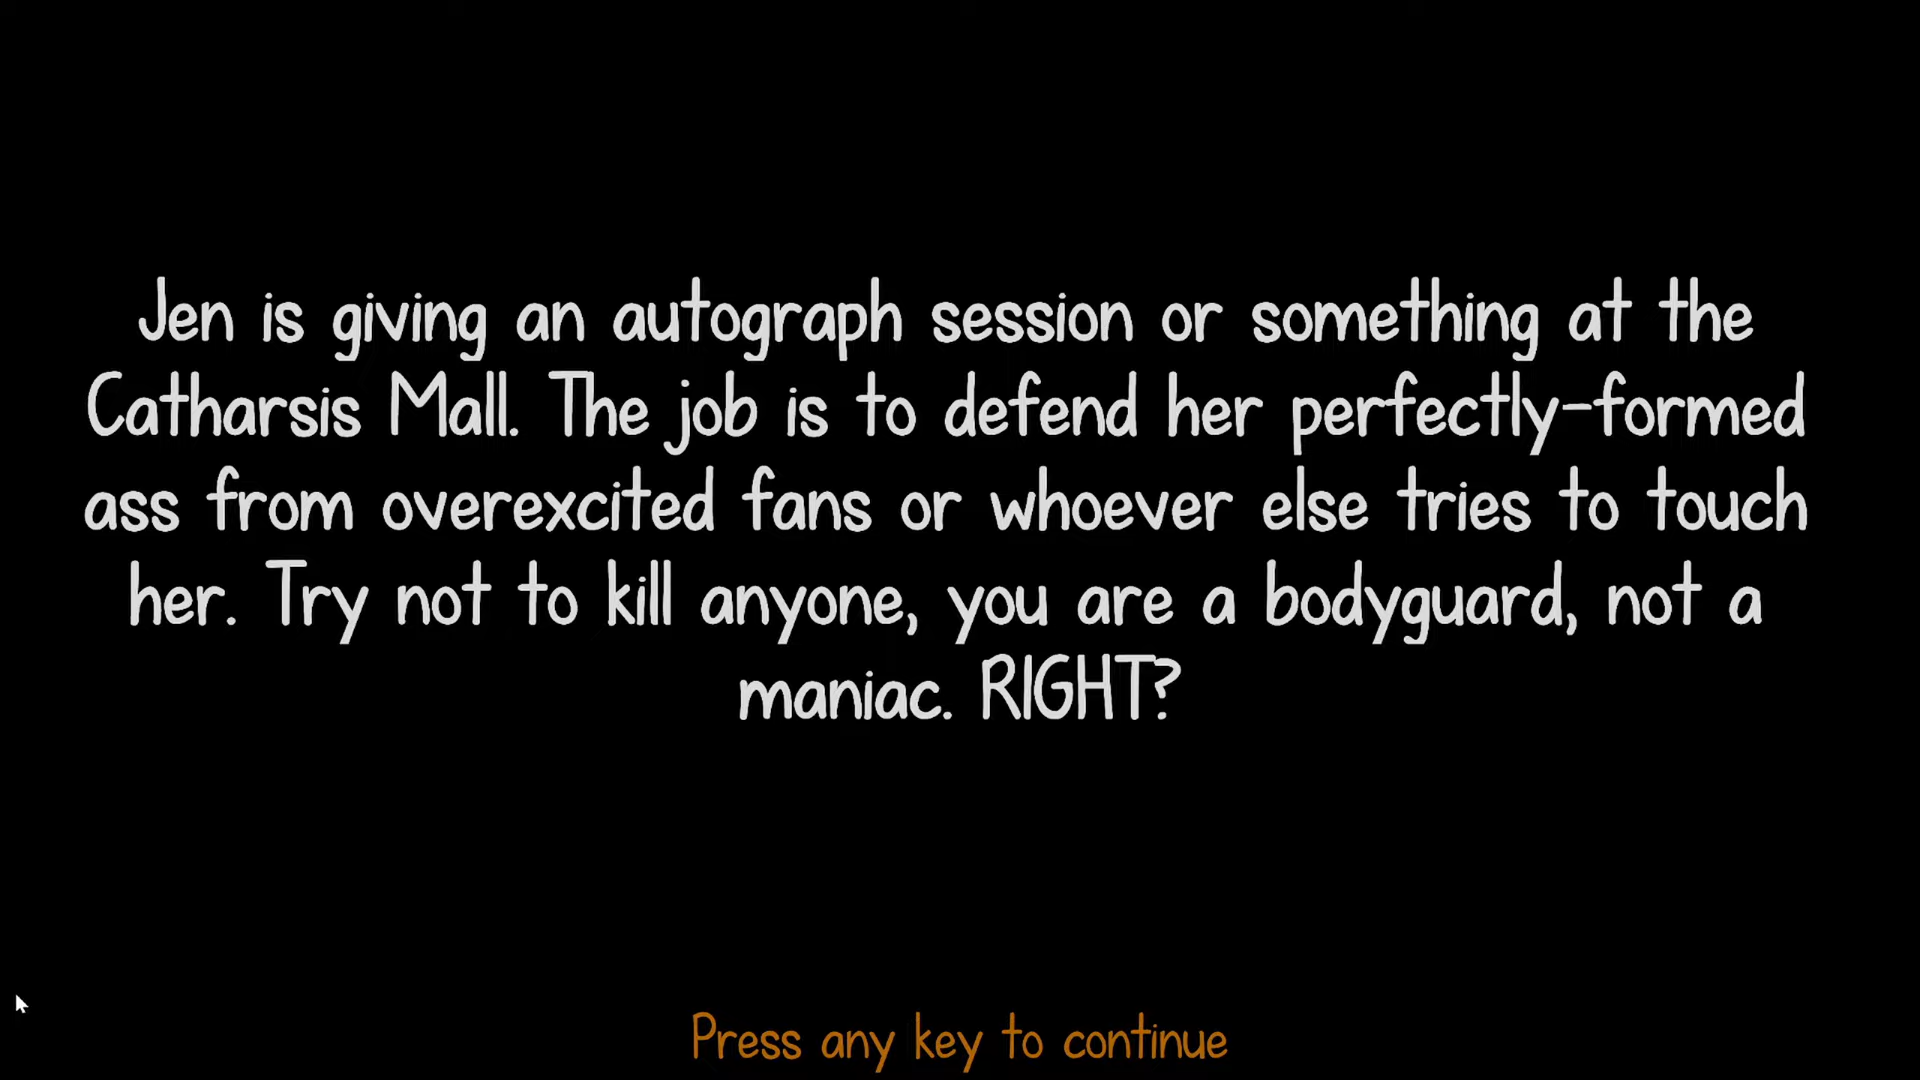 Jen is giving an autograph session or something at the
Catharsis Mall. The job is to defend her perfectly-formed
ass from overexcited fans or whoever else tries to touch
her. Try not to kill anyone, you are a bodyguard, not a
maniac. RIGHT?
Press any key to continue